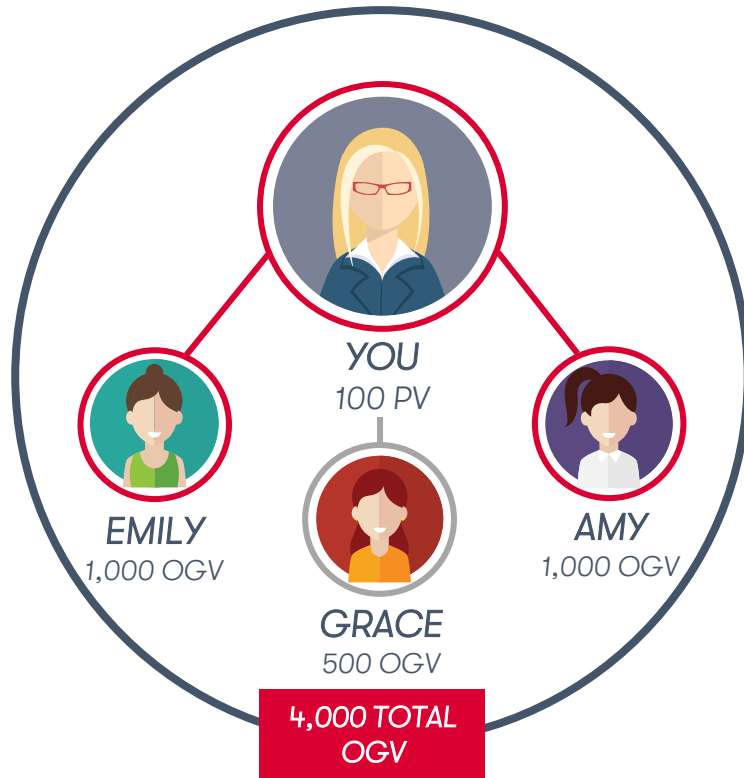 YOU
100 PV
EMILY
1,000 OGV
AMY
1,000 OGV
GRACE
500 OGV
4,000 TOTAL
OGV